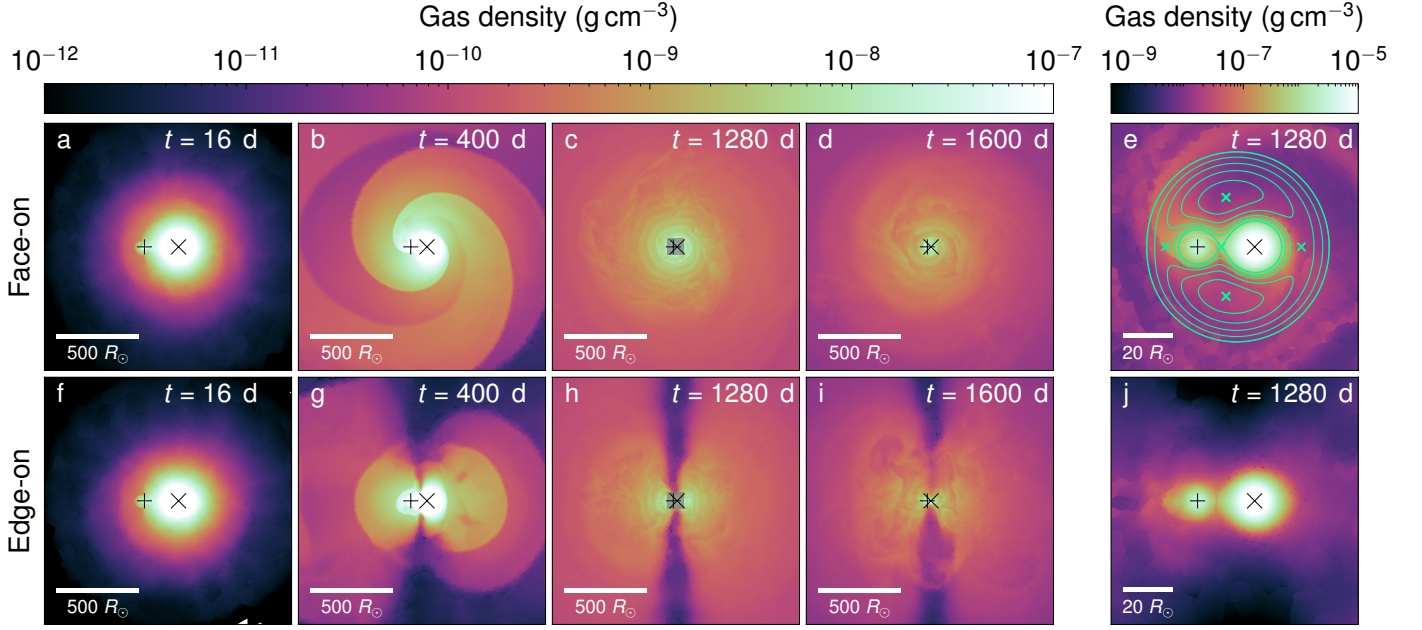 Gas density (g cm⁻³)
Gas density (g cm⁻³)
10⁻¹² 10⁻¹¹ 10⁻¹⁰ 10⁻⁹ 10⁻⁸ 10⁻⁷
10⁻⁹ 10⁻⁷ 10⁻⁵
Face-on
a t = 16 d
500 R☉
b t = 400 d
500 R☉
c t = 1280 d
500 R☉
d t = 1600 d
500 R☉
e t = 1280 d
20 R☉
Edge-on
f t = 16 d
500 R☉
g t = 400 d
500 R☉
h t = 1280 d
500 R☉
i t = 1600 d
500 R☉
j t = 1280 d
20 R☉